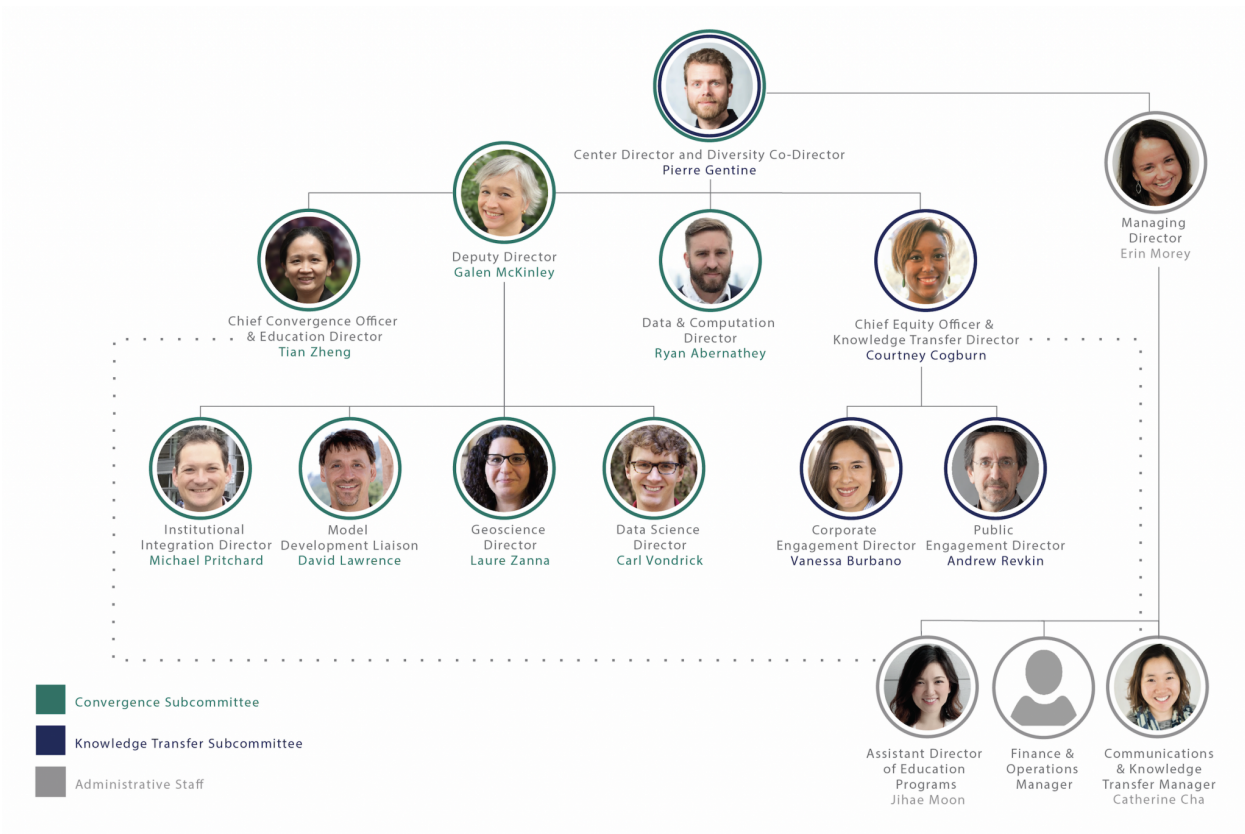 Center Director and Diversity Co-Director
Pierre Gentine
Managing
Director
Erin Morey
Deputy Director
Galen McKinley
Chief Convergence Officer
& Education Director
Tian Zheng
Data & Computation
Director
Ryan Abernathey
Chief Equity Officer &
Knowledge Transfer Director
Courtney Cogburn
Institutional
Integration Director
Michael Pritchard
Model
Development Liaison
David Lawrence
Geoscience
Director
Laure Zanna
Data Science
Director
Carl Vondrick
Corporate
Engagement Director
Vanessa Burbano
Public
Engagement Director
Andrew Revkin
Convergence Subcommittee
Knowledge Transfer Subcommittee
Administrative Staff
Assistant Director
of Education
Programs
Jihae Moon
Finance &
Operations
Manager
Communications
& Knowledge
Transfer Manager
Catherine Cha